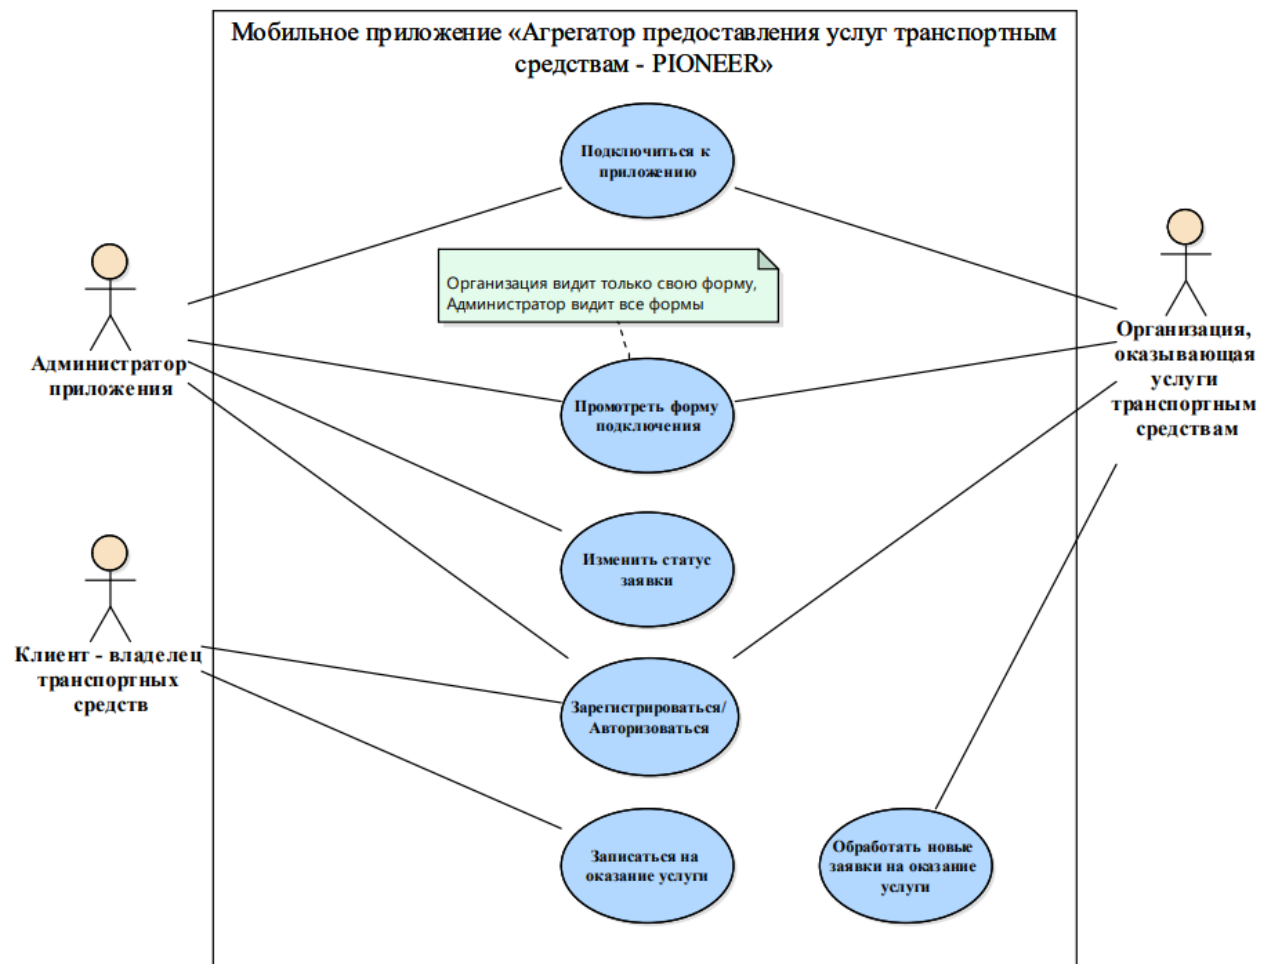 Мобильное приложение «Агрегатор предоставления услуг транспортным
средствам - PIONEER»
Подключиться к
приложению
Организация видит только свою форму,
Администратор видит все формы
Администратор
приложения
Организация,
оказывающая
услуги
транспортным
средствам
Промотреть форму
подключения
Изменить статус
заявки
Клиент - владелец
транспортных
средств
Зарегистрироваться/
Авторизоваться
Записаться на
оказание услуги
Обработать новые
заявки на оказание
услуги